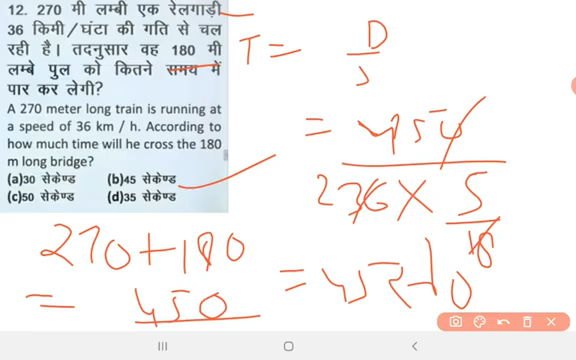 12. 270 मी लम्बी एक रेलगाड़ी
36 किमी/घंटा की गति से चल
रही है। तदनुसार वह 180 मी
लम्बे पुल को कितने समय में
पार कर लेगी?
A 270 meter long train is running at
a speed of 36 km / h. According to
how much time will he cross the 180
m long bridge?
(a)30 सेकेण्ड (b)45 सेकेण्ड
(c)50 सेकेण्ड (d)35 सेकेण्ड
T = D
= 450
36 X 5
18
270+180
= 450